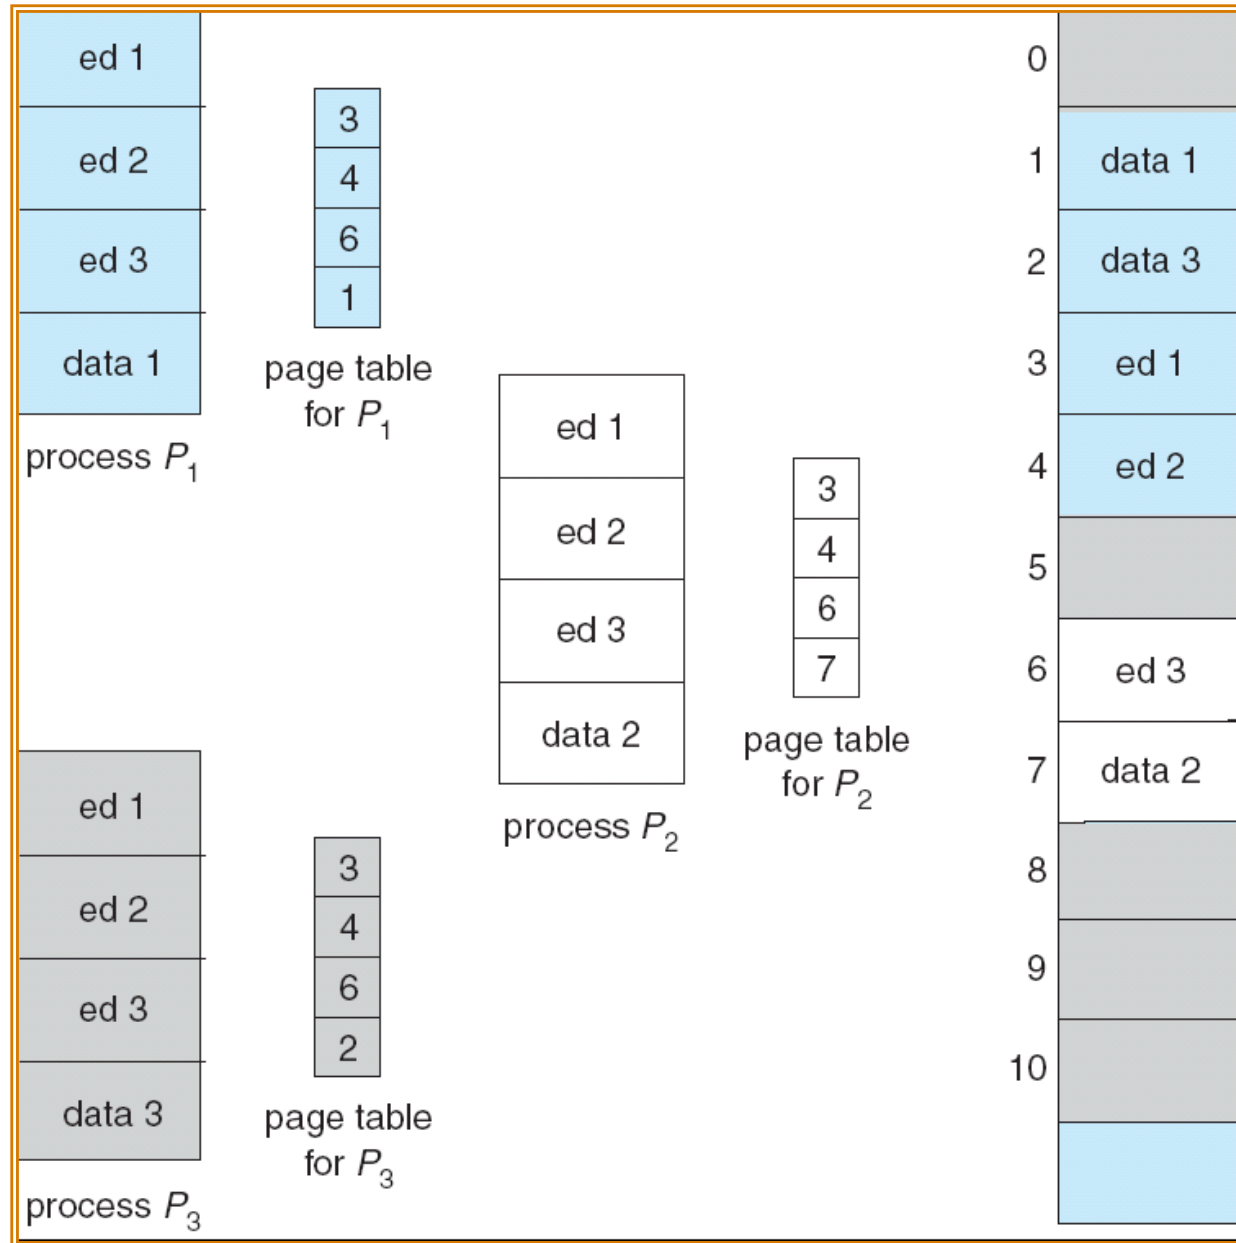 ed 1
ed 2
ed 3
data 1
process P1
3
4
6
1
page table
for P1
ed 1
ed 2
ed 3
data 2
process P2
3
4
6
7
page table
for P2
ed 1
ed 2
ed 3
data 3
process P3
3
4
6
2
page table
for P3
0
1 data 1
2 data 3
3 ed 1
4 ed 2
5
6 ed 3
7 data 2
8
9
10